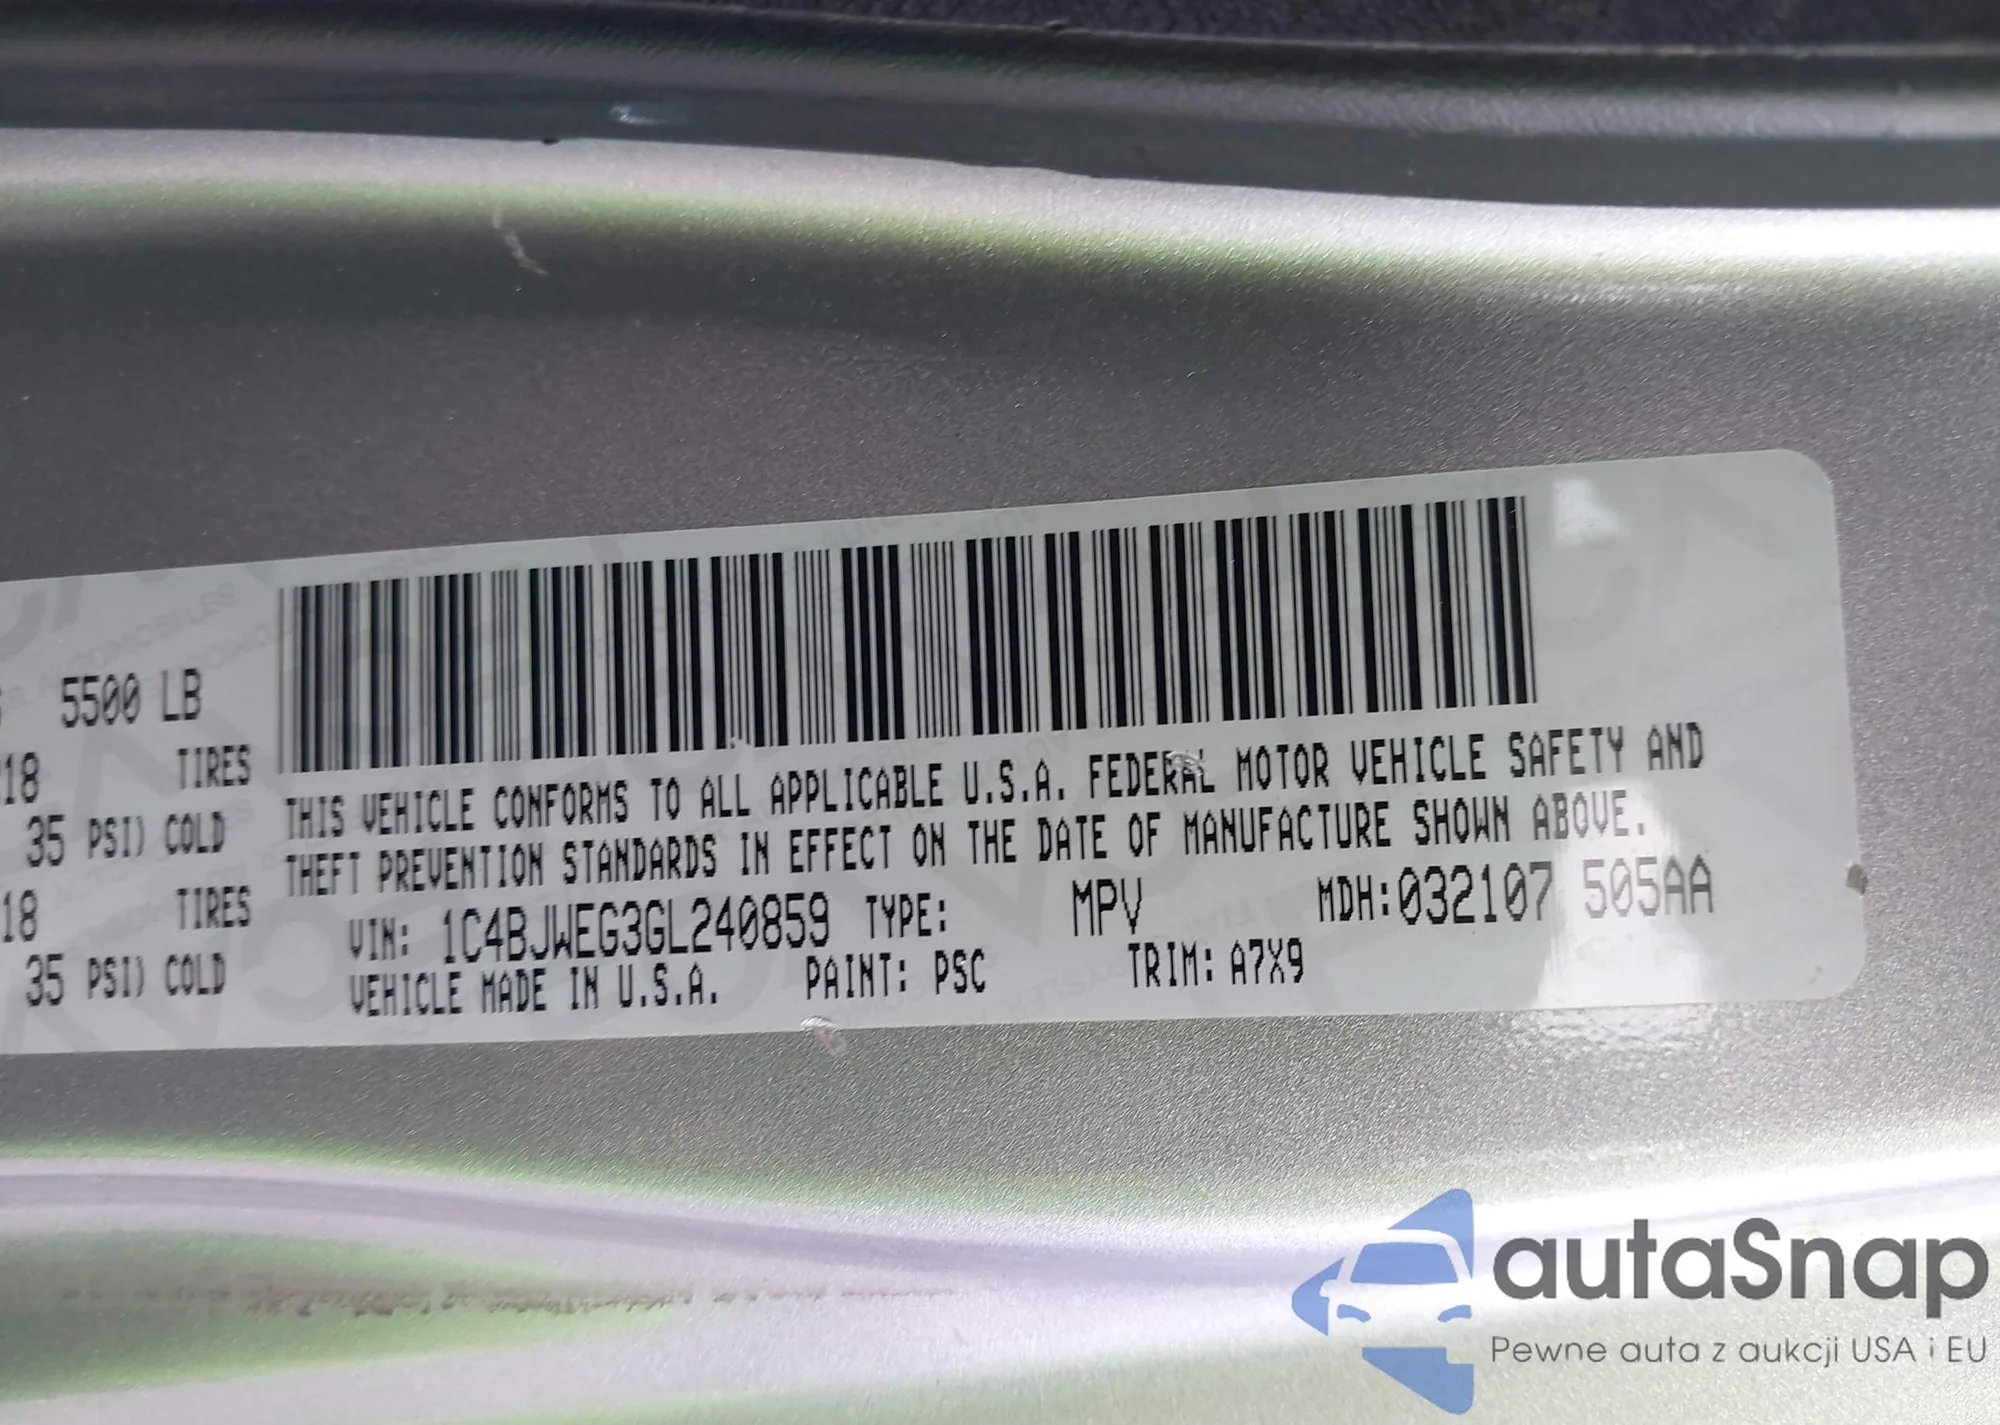 5500 LB
18 TIRES
35 PSI) COLD
18 TIRES
35 PSI) COLD
THIS VEHICLE CONFORMS TO ALL APPLICABLE U.S.A. FEDERAL MOTOR VEHICLE SAFETY AND
THEFT PREVENTION STANDARDS IN EFFECT ON THE DATE OF MANUFACTURE SHOWN ABOVE.
VIN: 1C4BJWEG3GL240859 TYPE: MPV MDH:032107 505AA
VEHICLE MADE IN U.S.A. PAINT: PSC TRIM: A7X9
autaSnap
Pewne auta z aukcji USA i EU